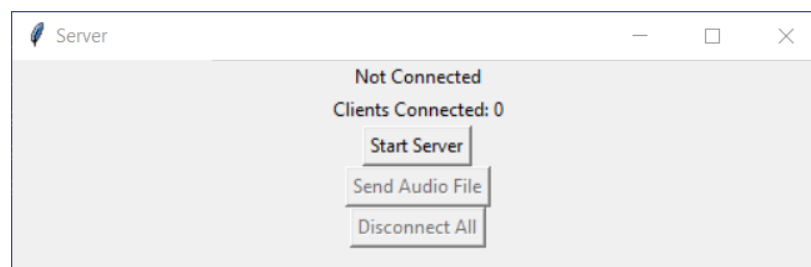 Server
Not Connected
Clients Connected: 0
Start Server
Send Audio File
Disconnect All